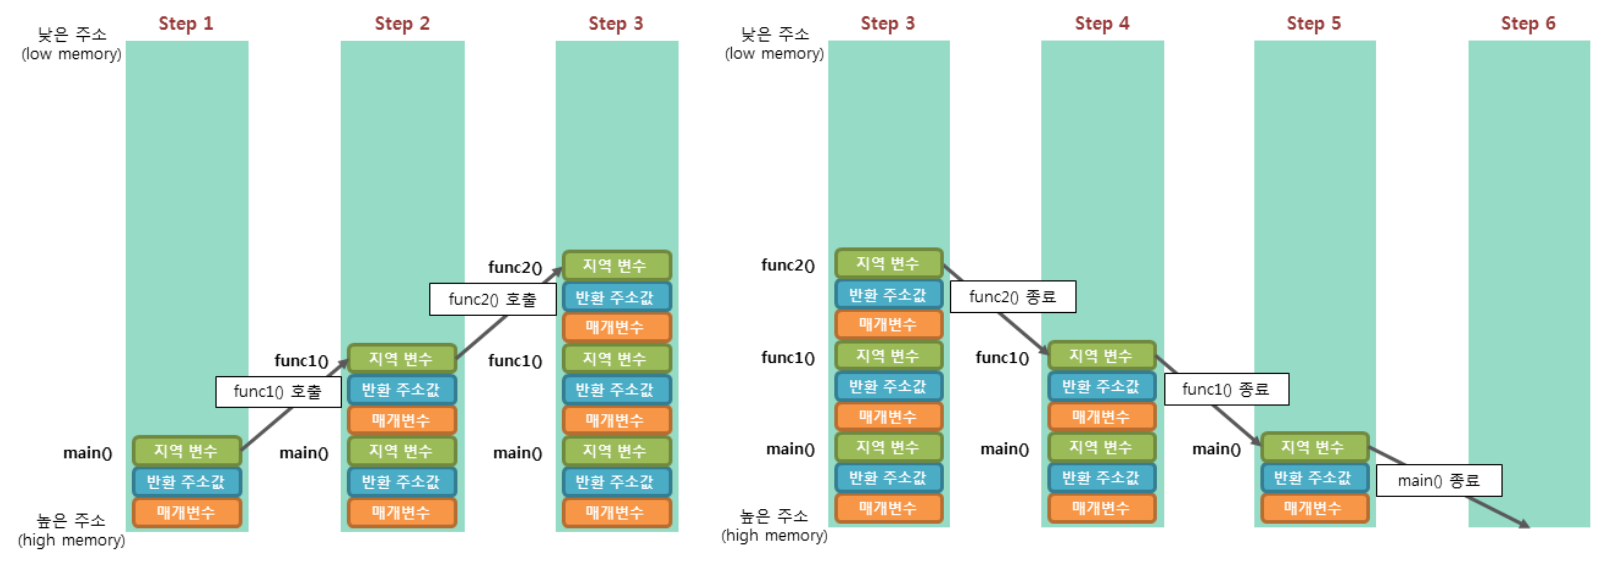 Step 1
Step 2
Step 3
낮은 주소
(low memory)
func2()
지역 변수
func2() 호출
반환 주소값
매개변수
func1()
지역 변수
func1()
지역 변수
func1() 호출
반환 주소값
반환 주소값
매개변수
매개변수
main()
지역 변수
main()
지역 변수
main()
지역 변수
반환 주소값
반환 주소값
반환 주소값
매개변수
매개변수
매개변수
높은 주소
(high memory)
Step 3
Step 4
Step 5
Step 6
낮은 주소
(low memory)
func2()
지역 변수
반환 주소값
func2() 종료
매개변수
func1()
지역 변수
func1()
지역 변수
반환 주소값
반환 주소값
func1() 종료
매개변수
매개변수
main()
지역 변수
main()
지역 변수
main()
지역 변수
반환 주소값
반환 주소값
반환 주소값
main() 종료
매개변수
매개변수
매개변수
높은 주소
(high memory)